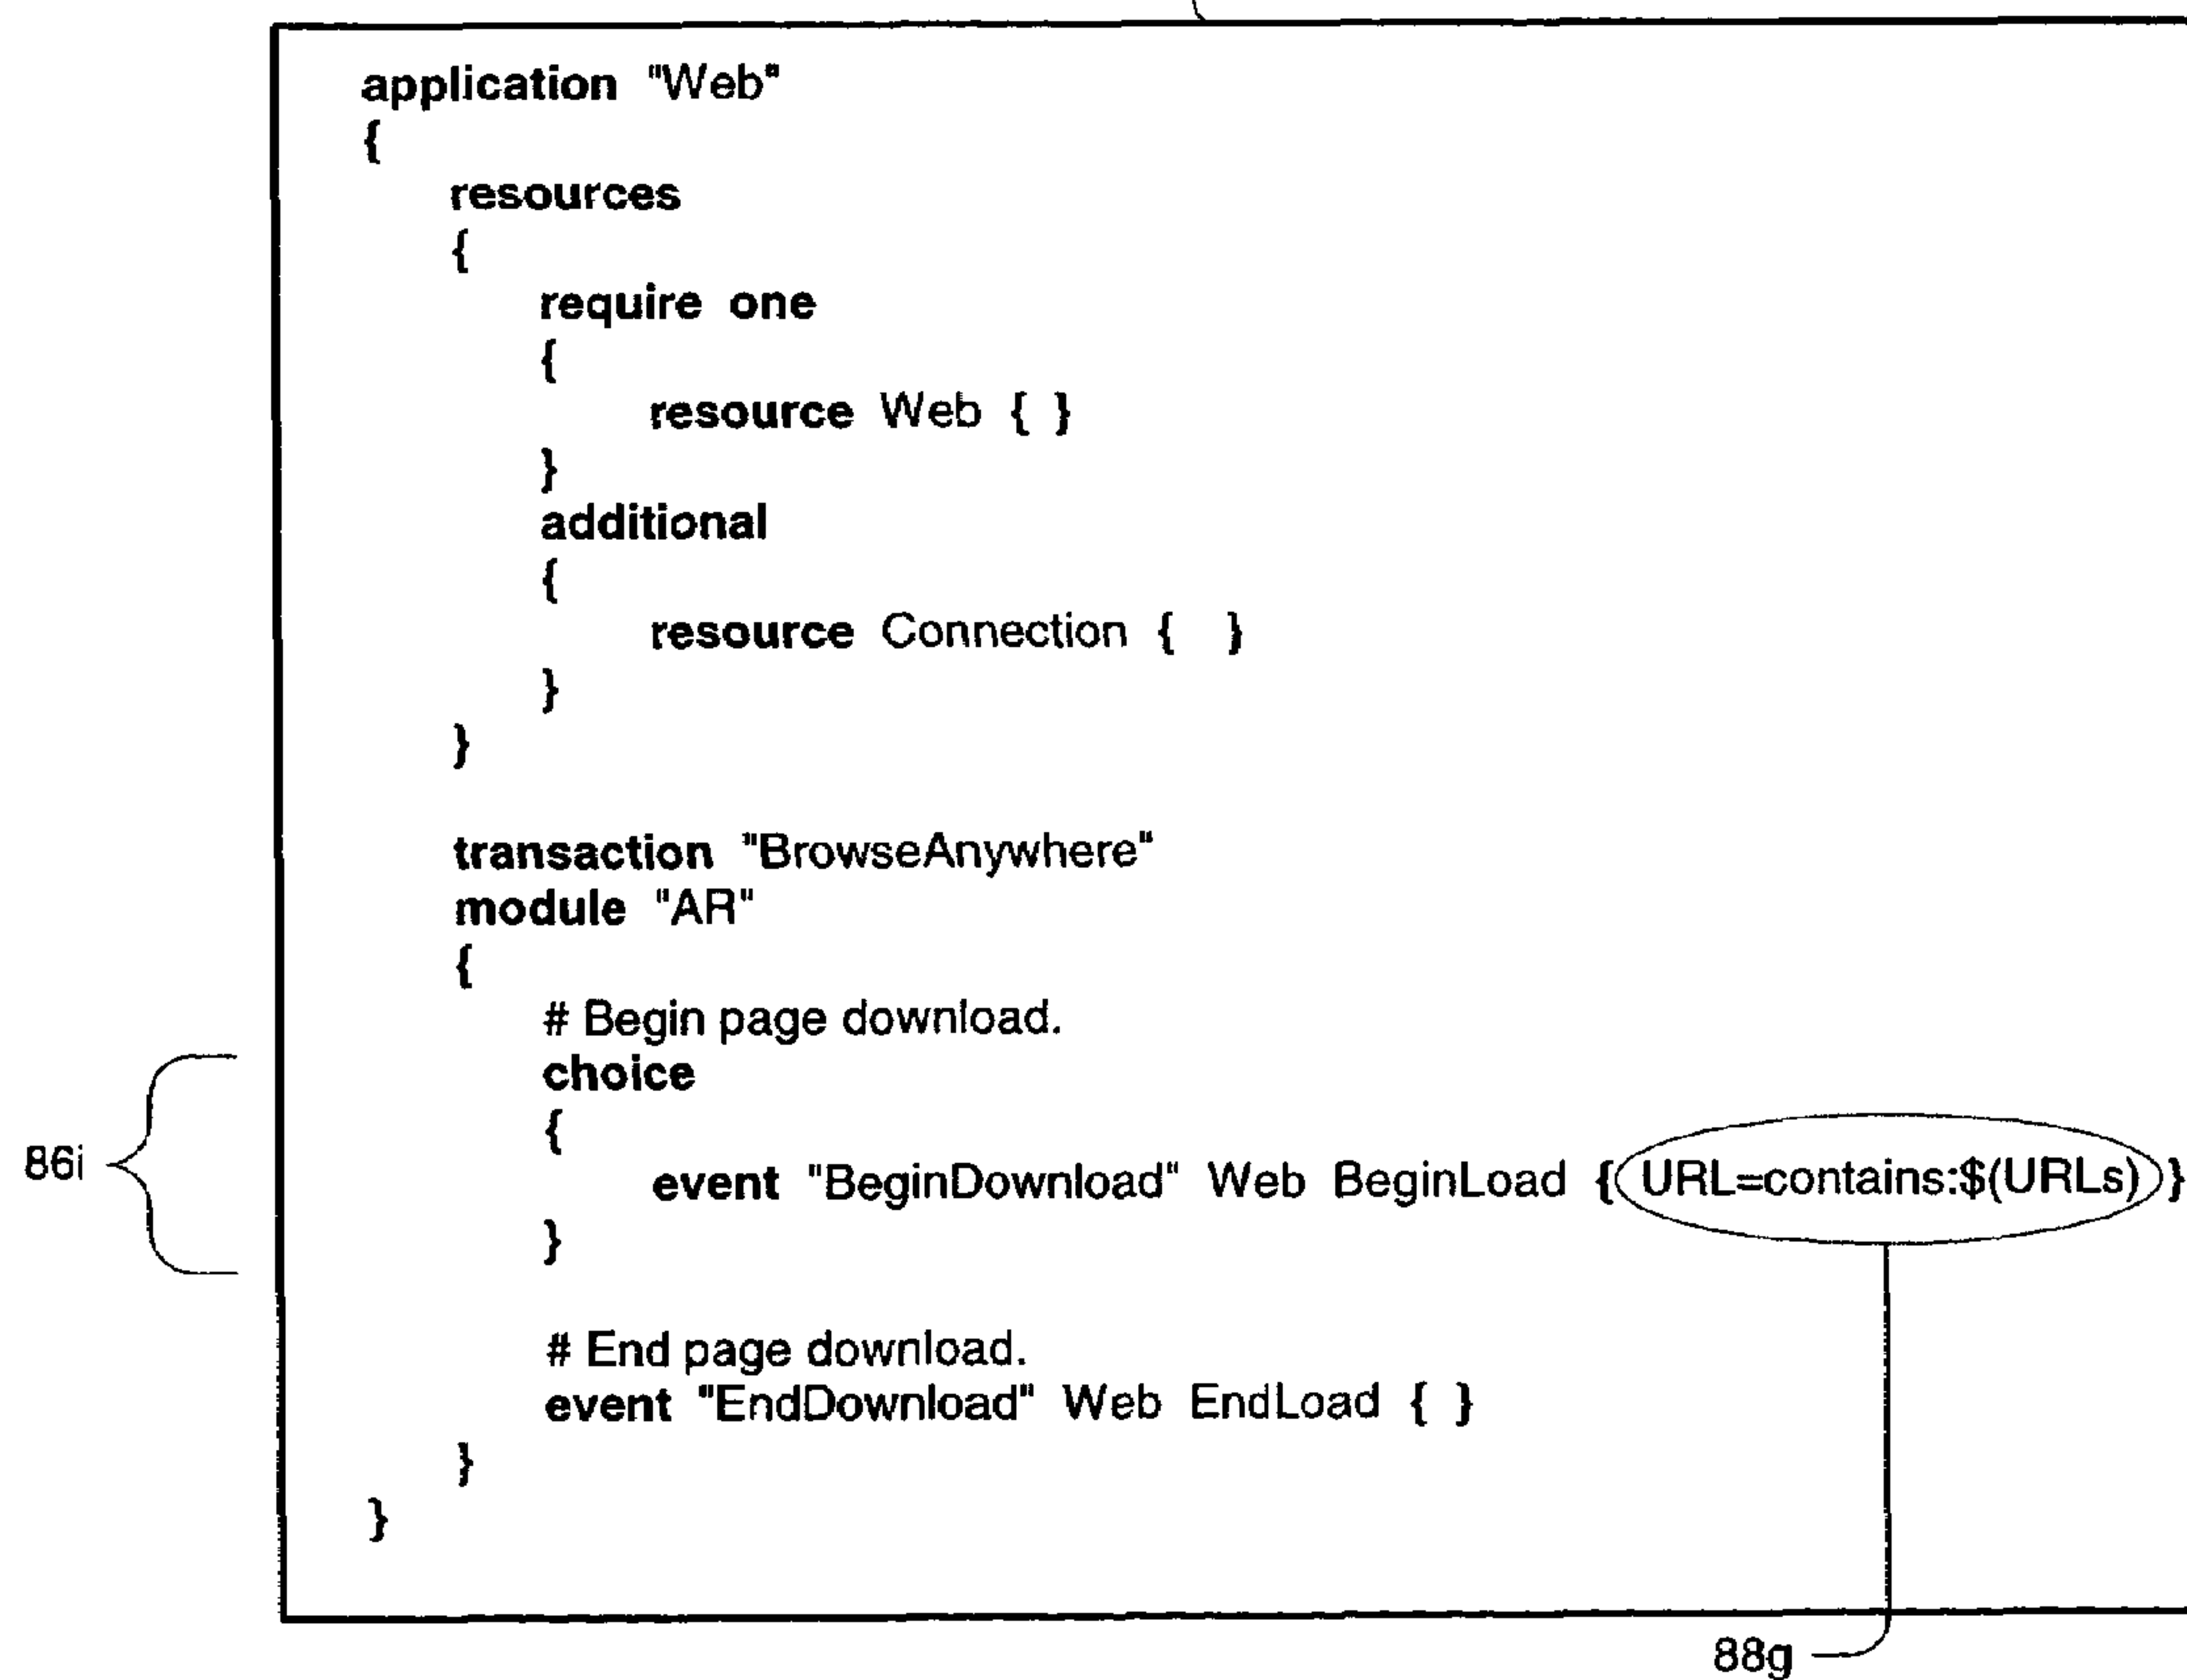 application "Web"
{
resources
{
require one
{
resource Web { }
}
additional
{
resource Connection { }
}
}
transaction "BrowseAnywhere"
module "AR"
{
# Begin page download.
choice
{
86i
event "BeginDownload" Web BeginLoad { URL=contains:$(URLs) }
}
# End page download.
event "EndDownload" Web EndLoad { }
}
}
88g